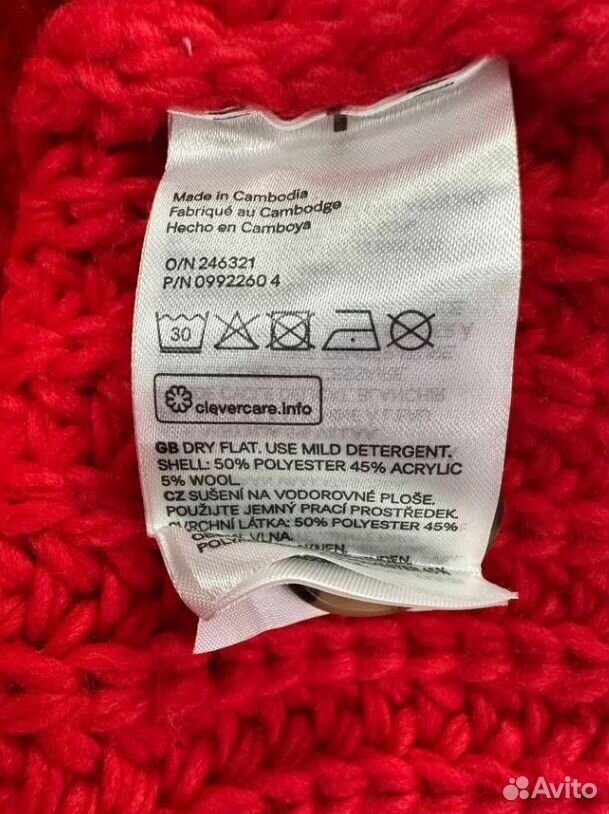 Made in Cambodia
Fabriqué au Cambodge
Hecho en Camboya
O/N 246321
P/N 0992260 4
30
clevercare.info
GB DRY FLAT. USE MILD DETERGENT.
SHELL: 50% POLYESTER 45% ACRYLIC
5% WOOL.
CZ SUŠENÍ NA VODOROVNÉ PLOŠE.
POUŽIJTE JEMNÝ PRACÍ PROSTŘEDEK.
SVRCHNÍ LÁTKA: 50% POLYESTER 45%
VLNA.
Avito